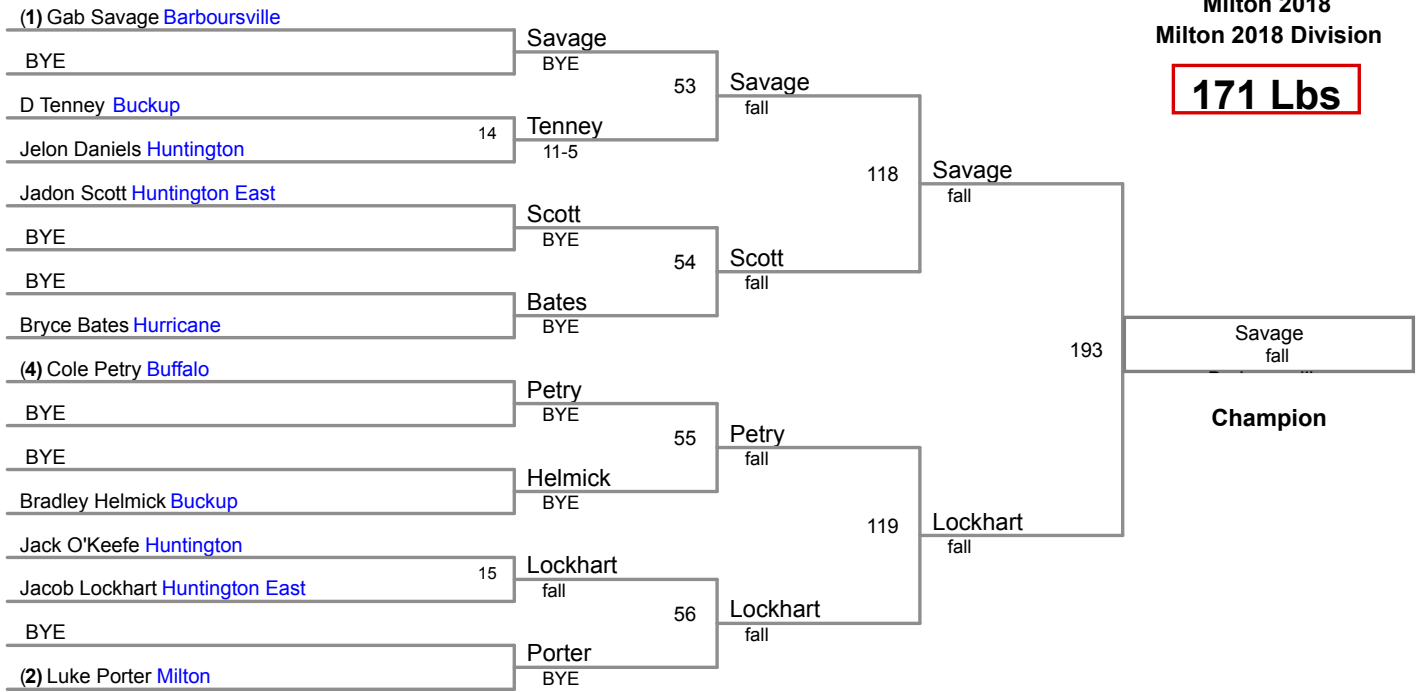 Milton 2018
Milton 2018 Division
171 Lbs
(1) Gab Savage Barboursville
BYE
D Tenney Buckup
Jelon Daniels Huntington
Jadon Scott Huntington East
BYE
BYE
Bryce Bates Hurricane
(4) Cole Petry Buffalo
BYE
BYE
Bradley Helmick Buckup
Jack O'Keefe Huntington
Jacob Lockhart Huntington East
BYE
(2) Luke Porter Milton
14
15
Savage
BYE
Tenney
11-5
Scott
BYE
Bates
BYE
Petry
BYE
Helmick
BYE
Lockhart
fall
Porter
BYE
53
54
55
56
Savage
fall
Scott
fall
Petry
fall
Lockhart
fall
118
119
Savage
fall
Lockhart
fall
193
Savage
fall
Champion